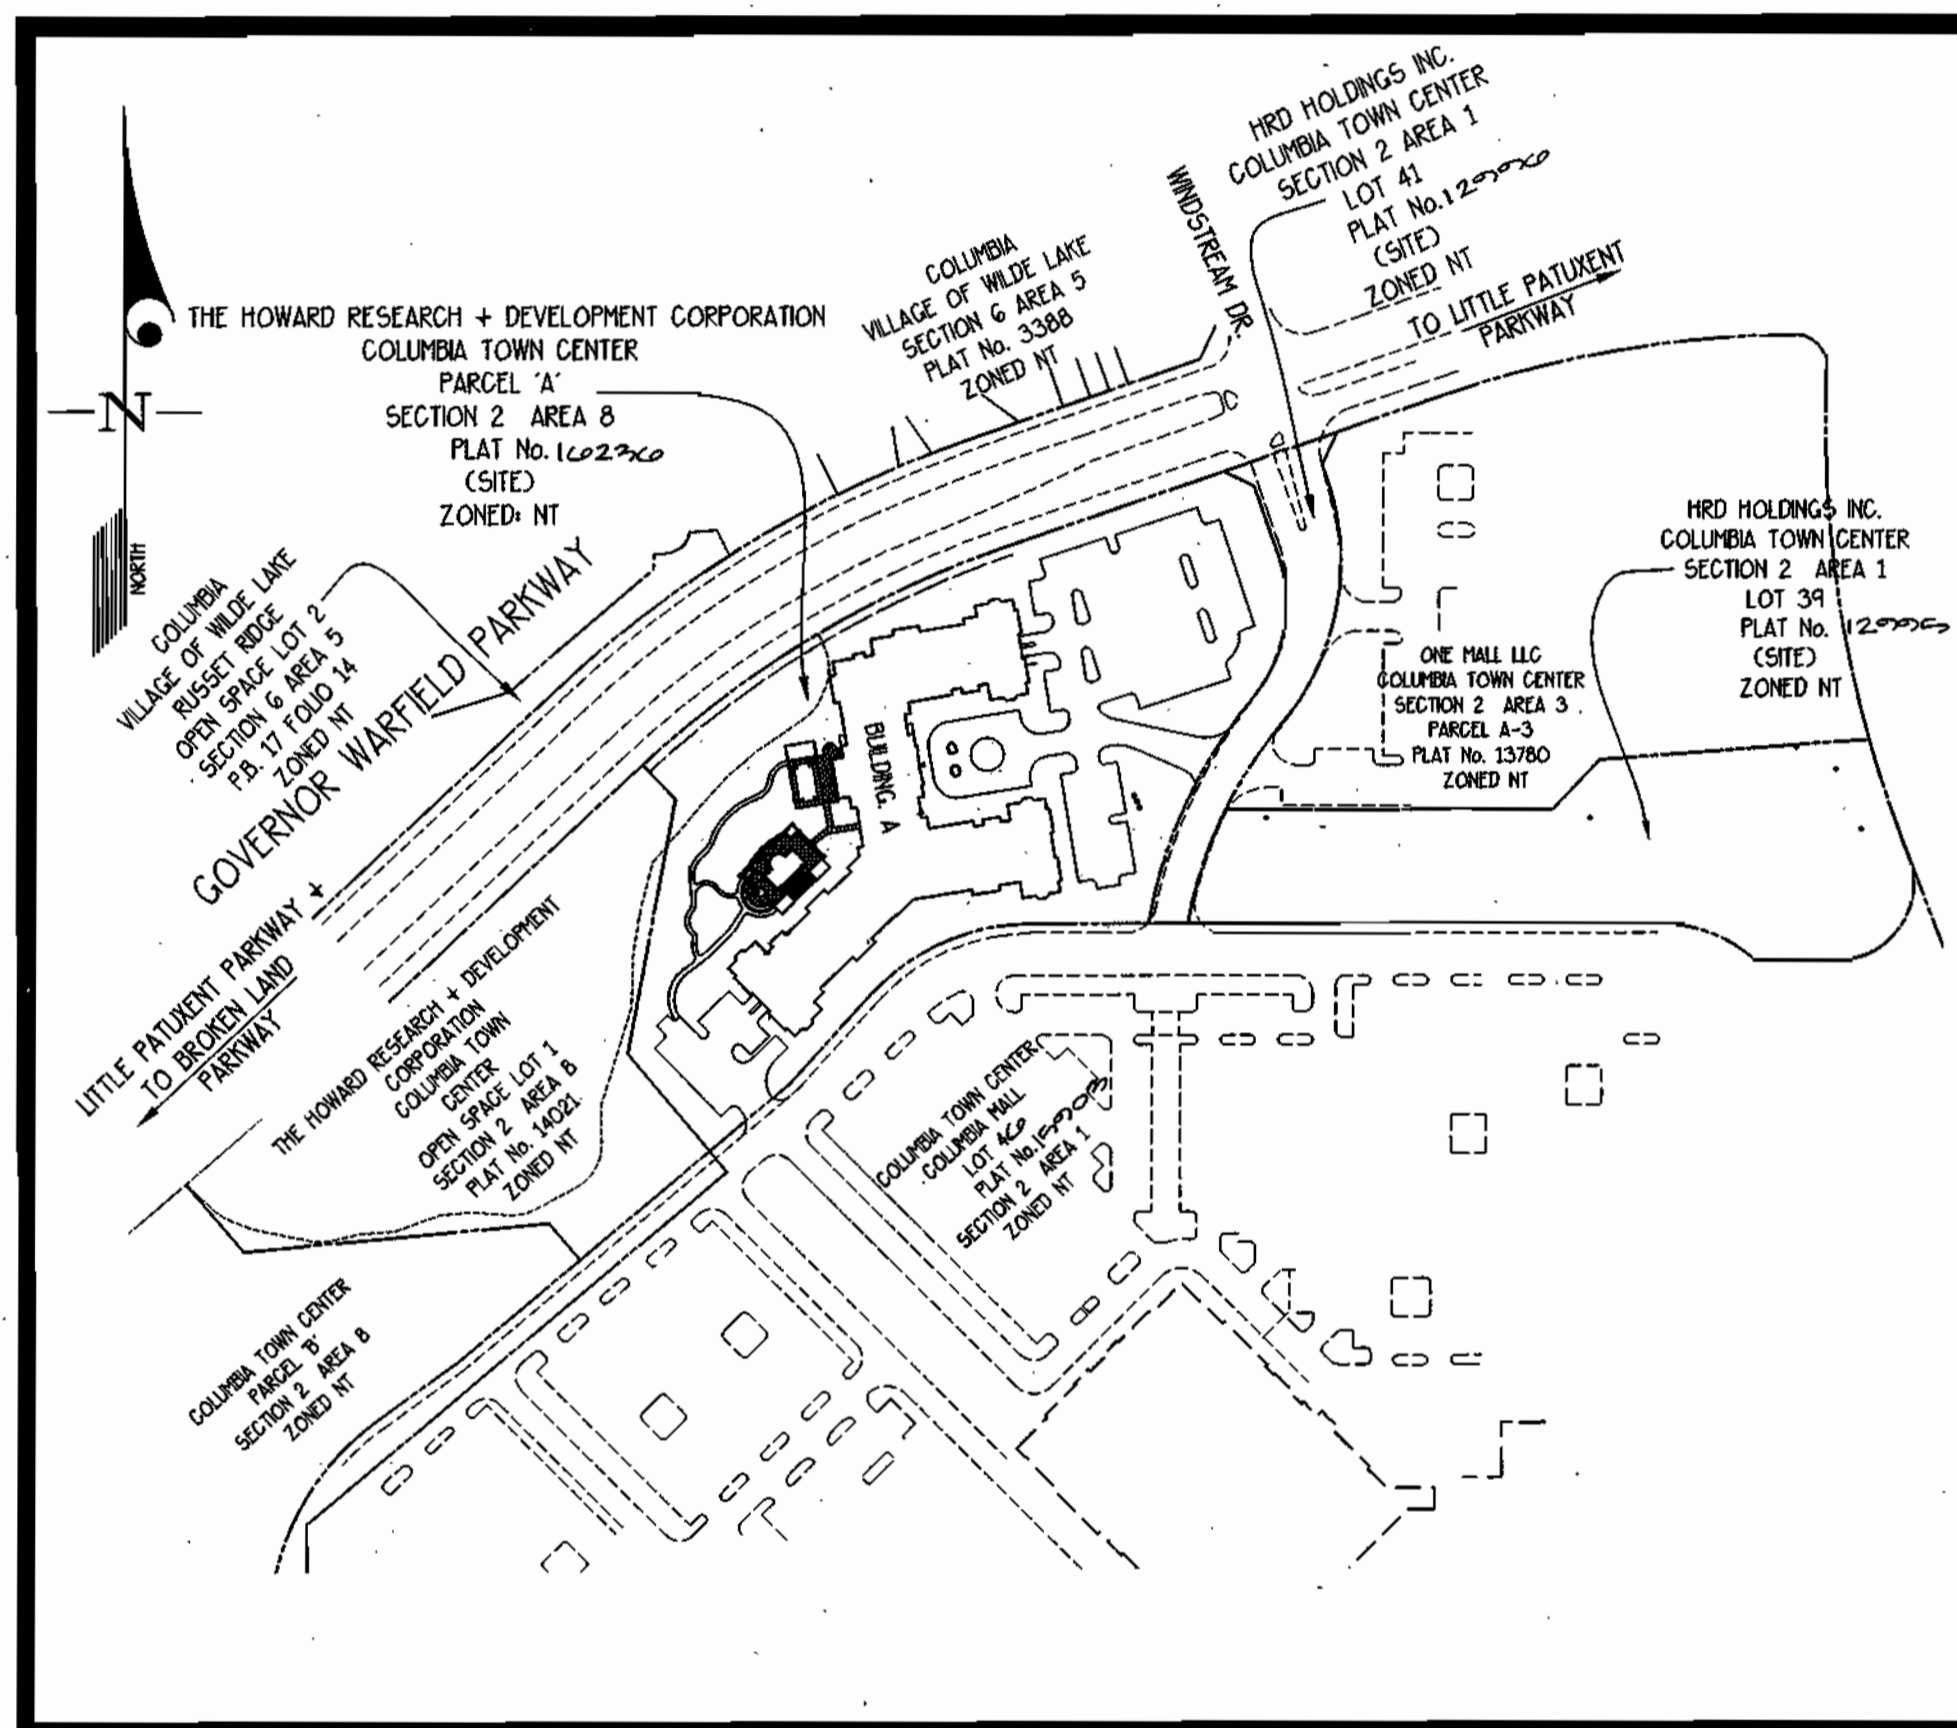 HRD HOLDINGS INC.
COLUMBIA TOWN CENTER
SECTION 2 AREA 1
LOT 41
PLAT No.
(SITE)
ZONED NT
WINDSTREAM DR.
TO LITTLE PATUXENT
PARKWAY
COLUMBIA
VILLAGE OF WILDE LAKE
SECTION 6 AREA 5
PLAT No. 3388
ZONED NT
THE HOWARD RESEARCH + DEVELOPMENT CORPORATION
COLUMBIA TOWN CENTER
PARCEL 'A'
SECTION 2 AREA 8
PLAT No.
(SITE)
ZONED: NT
N
NORTH
COLUMBIA
VILLAGE OF WILDE LAKE
RUSSET RIDGE
OPEN SPACE LOT 2
SECTION 6 AREA 5
P.B. 17 FOLIO 14
ZONED NT
GOVERNOR WARFIELD PARKWAY
HRD HOLDINGS INC.
COLUMBIA TOWN CENTER
SECTION 2 AREA 1
LOT 39
PLAT No.
(SITE)
ZONED NT
ONE MALL LLC
COLUMBIA TOWN CENTER
SECTION 2 AREA 3
PARCEL A-3
PLAT No. 13780
ZONED NT
BUILDING A
LITTLE PATUXENT PARKWAY +
TO BROKEN LAND
PARKWAY
THE HOWARD RESEARCH + DEVELOPMENT
CORPORATION
COLUMBIA TOWN
CENTER
OPEN SPACE LOT 1
SECTION 2 AREA 8
PLAT No. 14021
ZONED NT
COLUMBIA TOWN CENTER
COLUMBIA MALL
LOT
PLAT No.
SECTION 2 AREA 1
ZONED NT
COLUMBIA TOWN CENTER
PARCEL 'B'
SECTION 2 AREA 8
ZONED NT